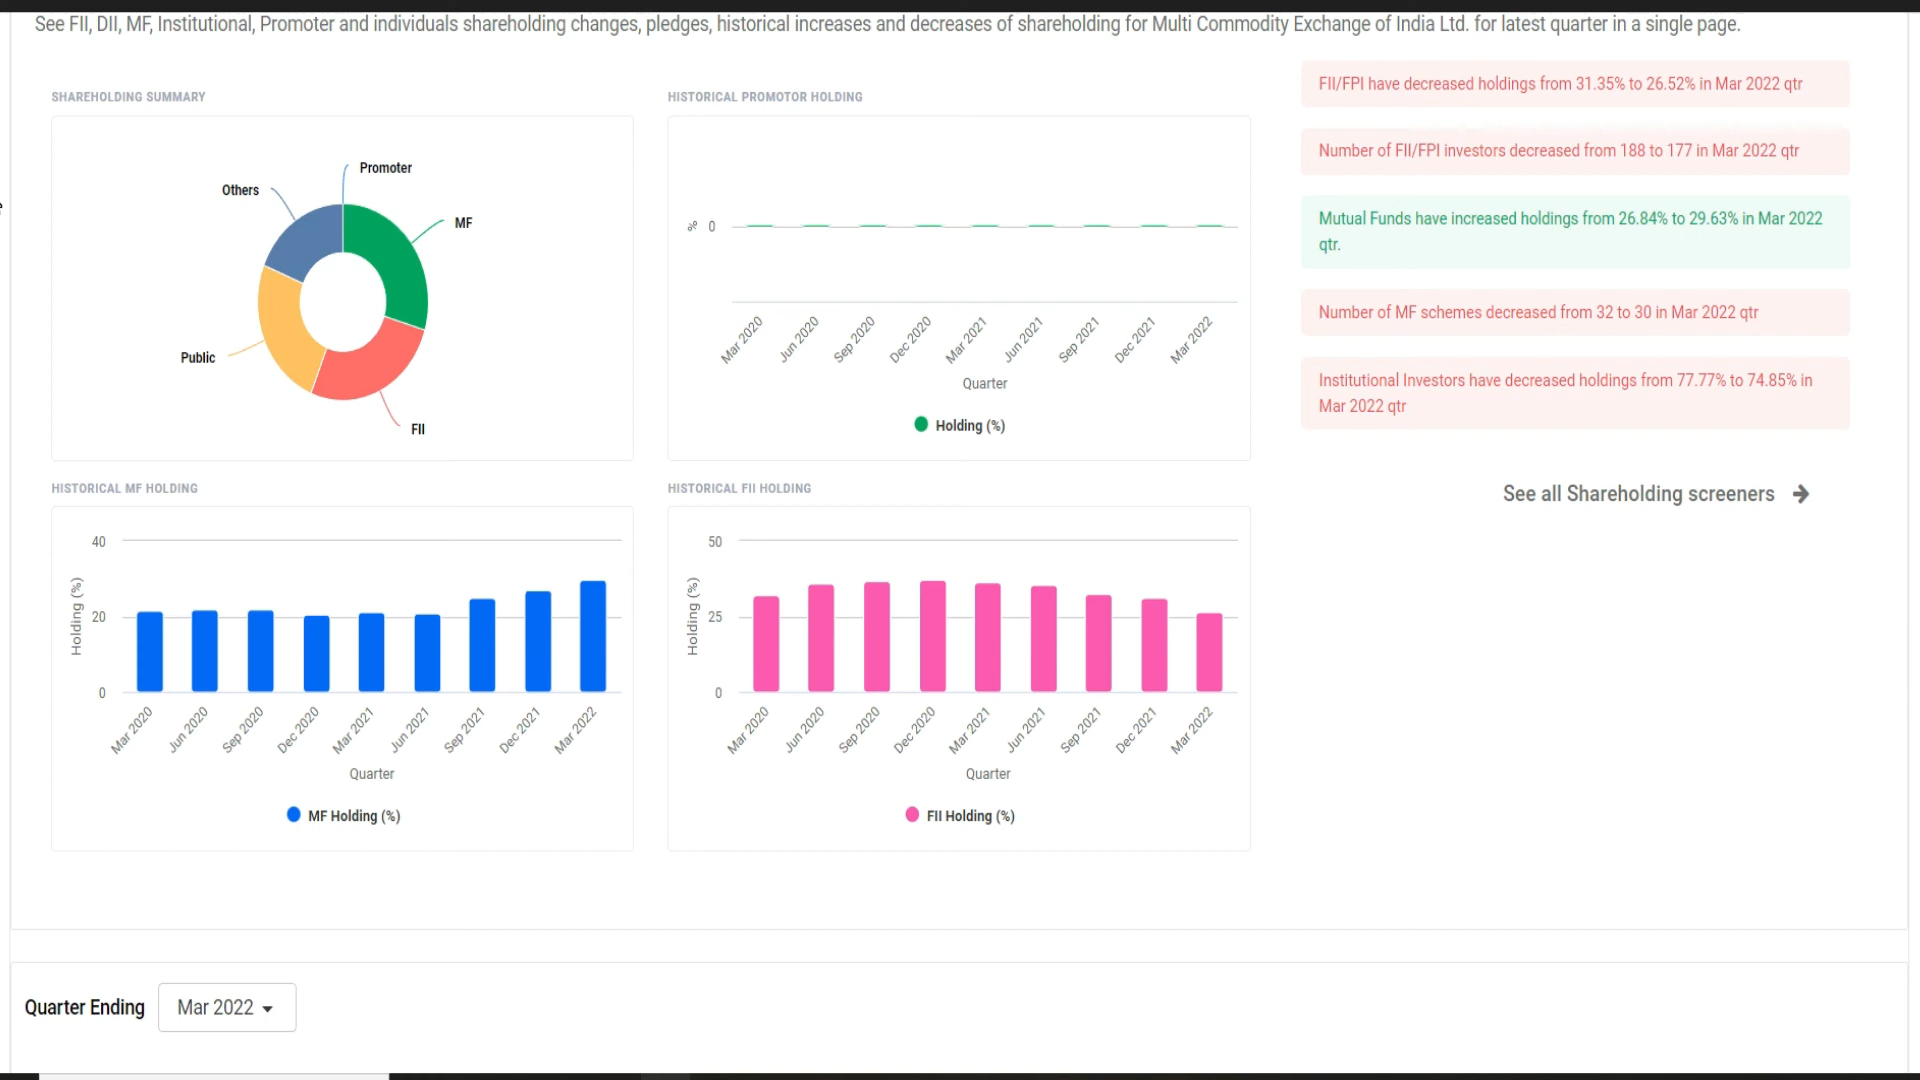 See FII, DII, MF, Institutional, Promoter and individuals shareholding changes, pledges, historical increases and decreases of shareholding for Multi Commodity Exchange of India Ltd. for latest quarter in a single page.
SHAREHOLDING SUMMARY
Promoter
Others
MF
Public
FII
HISTORICAL PROMOTOR HOLDING
% 0
Mar 2020 Jun 2020 Sep 2020 Dec 2020 Mar 2021 Jun 2021 Sep 2021 Dec 2021 Mar 2022
Quarter
Holding (%)
FII/FPI have decreased holdings from 31.35% to 26.52% in Mar 2022 qtr
Number of FII/FPI investors decreased from 188 to 177 in Mar 2022 qtr
Mutual Funds have increased holdings from 26.84% to 29.63% in Mar 2022
qtr.
Number of MF schemes decreased from 32 to 30 in Mar 2022 qtr
Institutional Investors have decreased holdings from 77.77% to 74.85% in
Mar 2022 qtr
See all Shareholding screeners
HISTORICAL MF HOLDING
Holding (%)
40
20
0
Mar 2020 Jun 2020 Sep 2020 Dec 2020 Mar 2021 Jun 2021 Sep 2021 Dec 2021 Mar 2022
Quarter
MF Holding (%)
HISTORICAL FII HOLDING
Holding (%)
50
25
0
Mar 2020 Jun 2020 Sep 2020 Dec 2020 Mar 2021 Jun 2021 Sep 2021 Dec 2021 Mar 2022
Quarter
FII Holding (%)
Quarter Ending Mar 2022